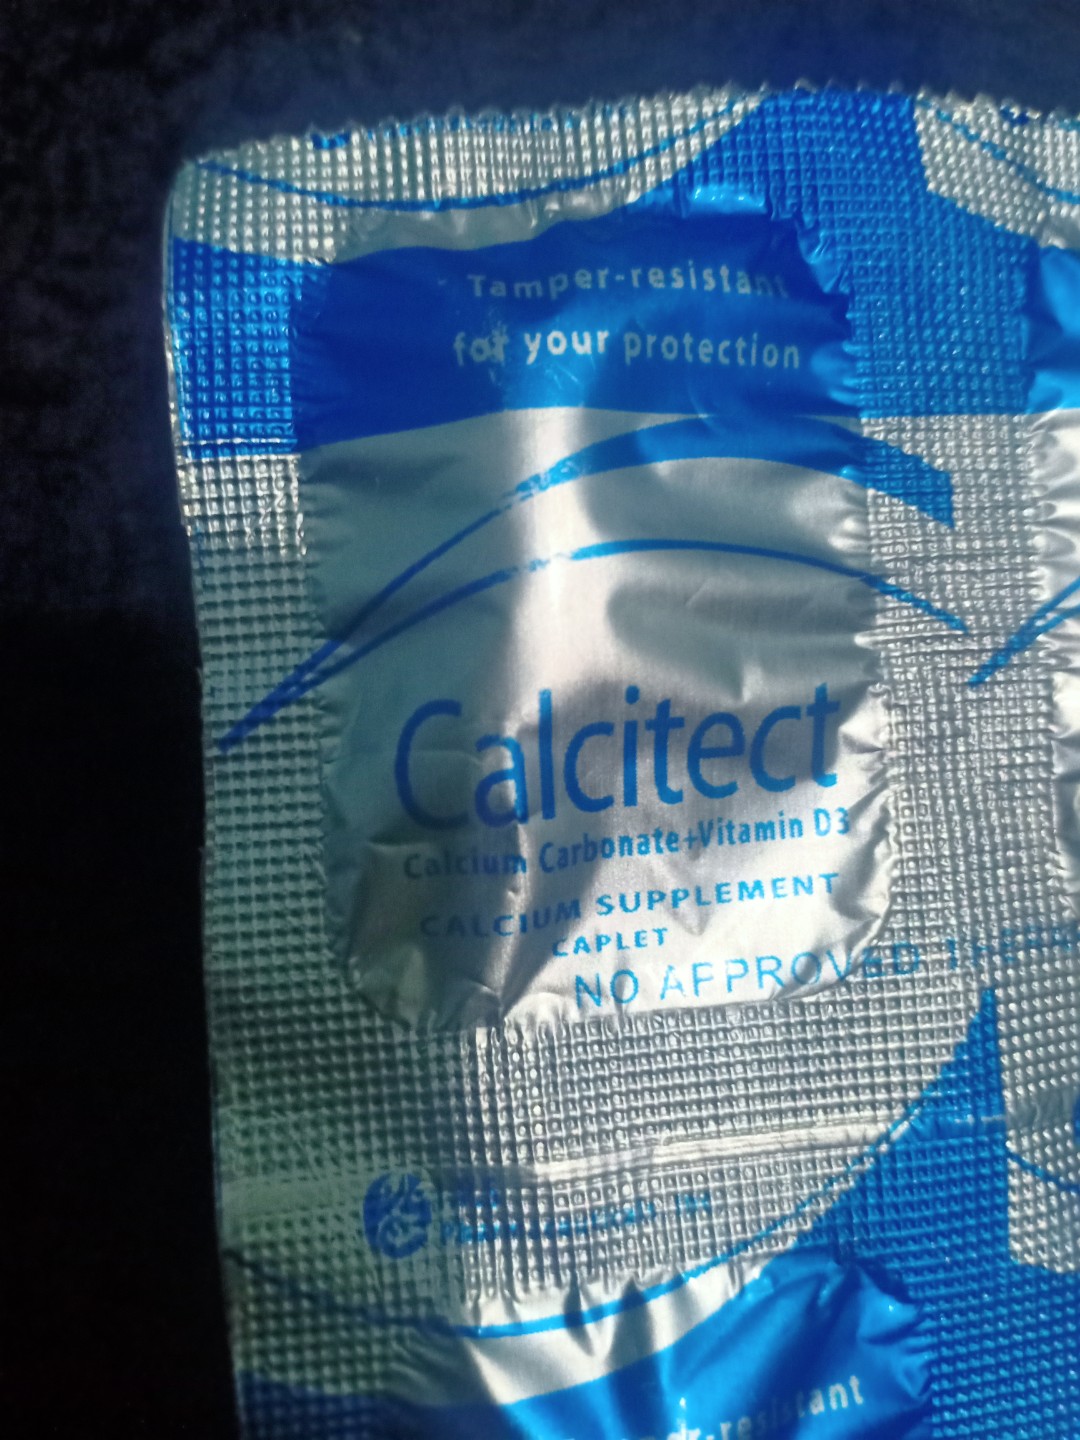 Tamper-resistant
for your protection
Calcitect
Calcium Carbonate+Vitamin D3
CALCIUM SUPPLEMENT
CAPLET
NO APPROVED